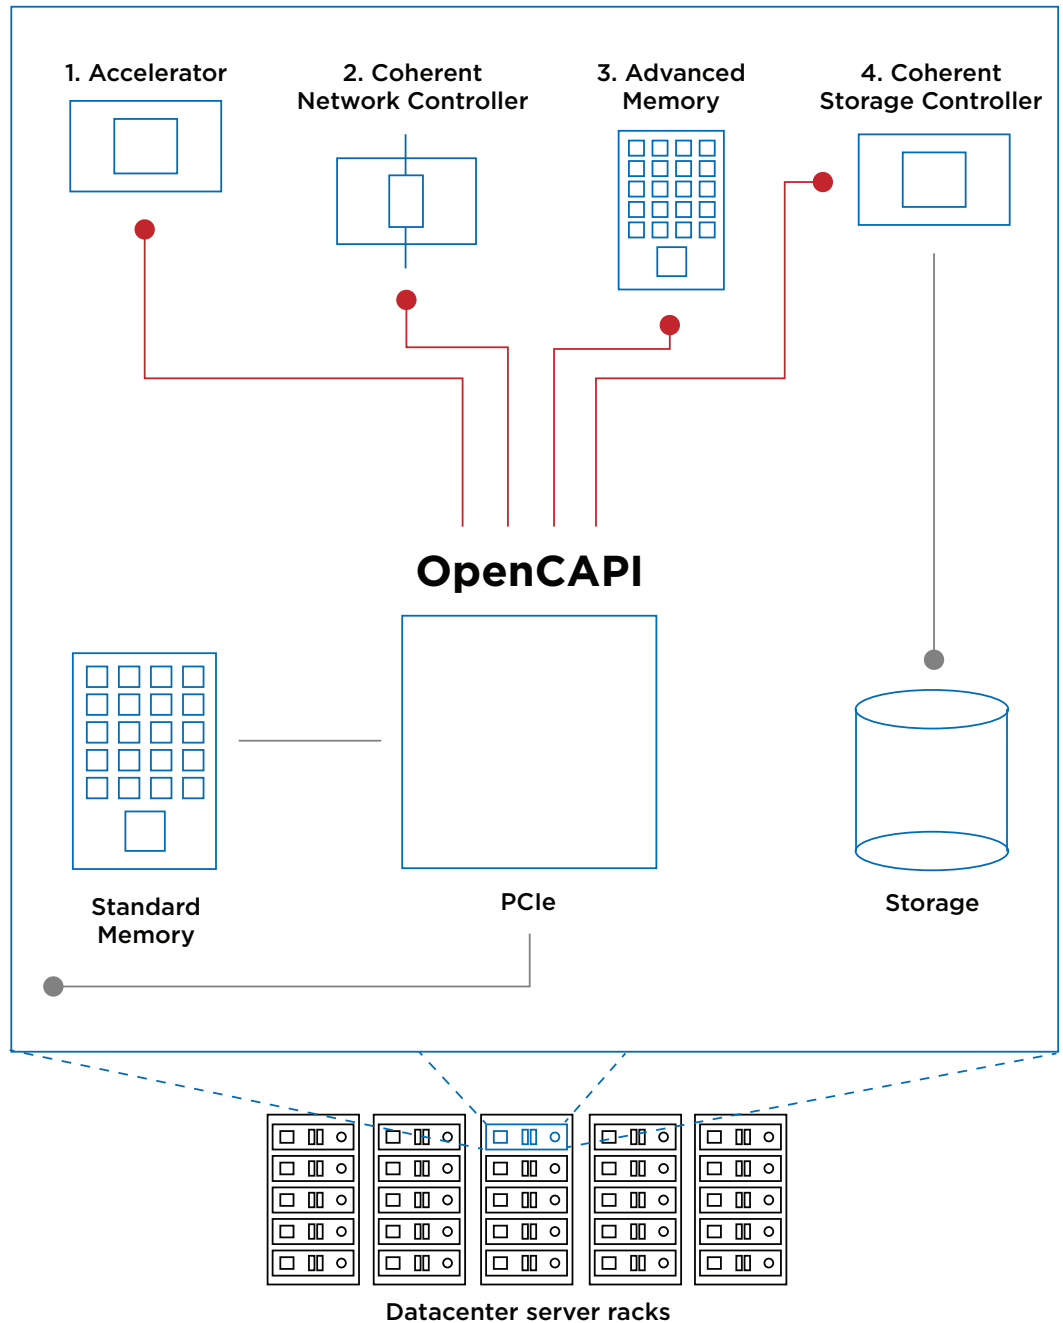 1. Accelerator
2. Coherent
Network Controller
3. Advanced
Memory
4. Coherent
Storage Controller
OpenCAPI
Standard
Memory
PCIe
Storage
Datacenter server racks